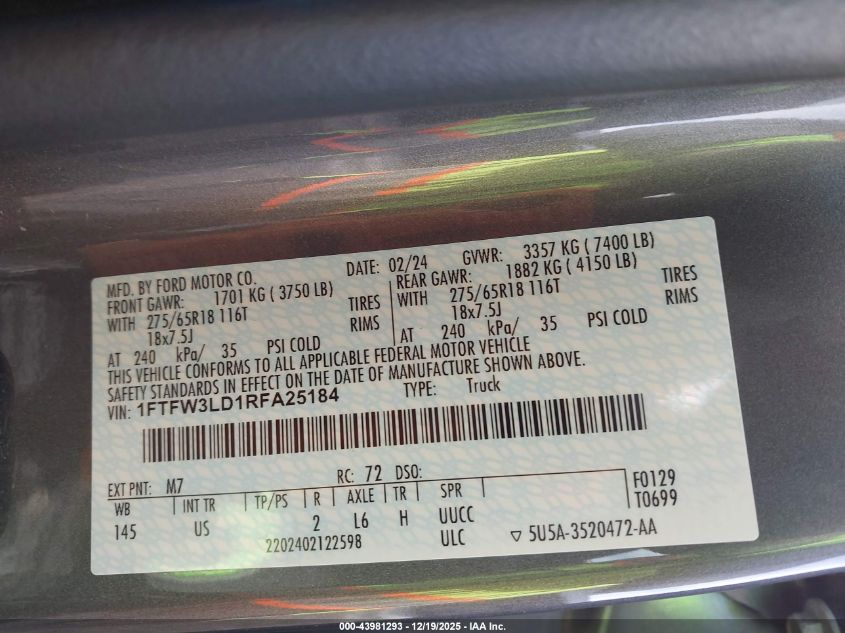 MFD. BY FORD MOTOR CO. DATE: 02/24 GVWR: 3357 KG ( 7400 LB)
FRONT GAWR: 1701 KG ( 3750 LB) REAR GAWR: 1882 KG ( 4150 LB)
WITH 275/65R18 116T TIRES WITH 275/65R18 116T TIRES
18x7.5J RIMS 18x7.5J RIMS
AT 240 kPa/ 35 PSI COLD AT 240 kPa/ 35 PSI COLD
THIS VEHICLE CONFORMS TO ALL APPLICABLE FEDERAL MOTOR VEHICLE
SAFETY STANDARDS IN EFFECT ON THE DATE OF MANUFACTURE SHOWN ABOVE.
VIN: 1FTFW3LD1RFA25184 TYPE: Truck
EXT PNT: M7 RC: 72 DSO: F0129
WB INT TR TP/PS R AXLE TR SPR T0699
145 US 2 L6 H UUCC
2202402122598 ULC ▽ 5U5A-3520472-AA
000-43981293 - 12/19/2025 - IAA Inc.